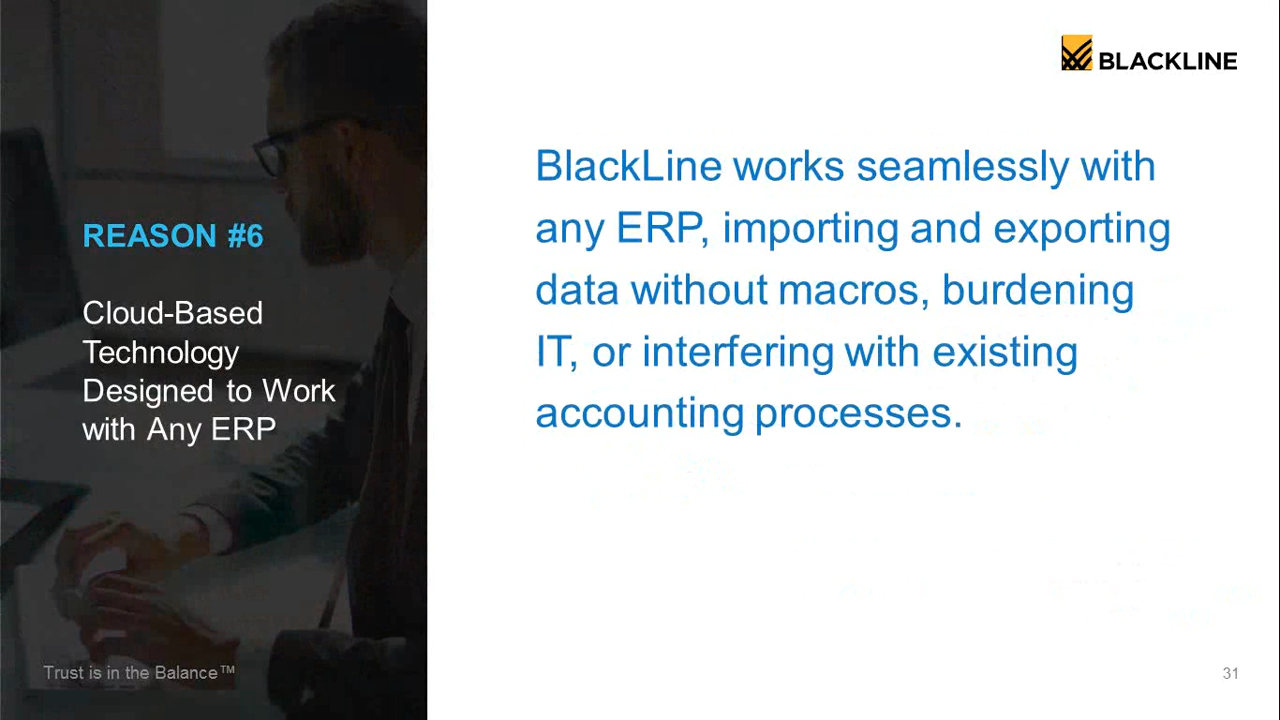 BLACKLINE
REASON #6
Cloud-Based
Technology
Designed to Work
with Any ERP
BlackLine works seamlessly with
any ERP, importing and exporting
data without macros, burdening
IT, or interfering with existing
accounting processes.
Trust is in the Balance™
31